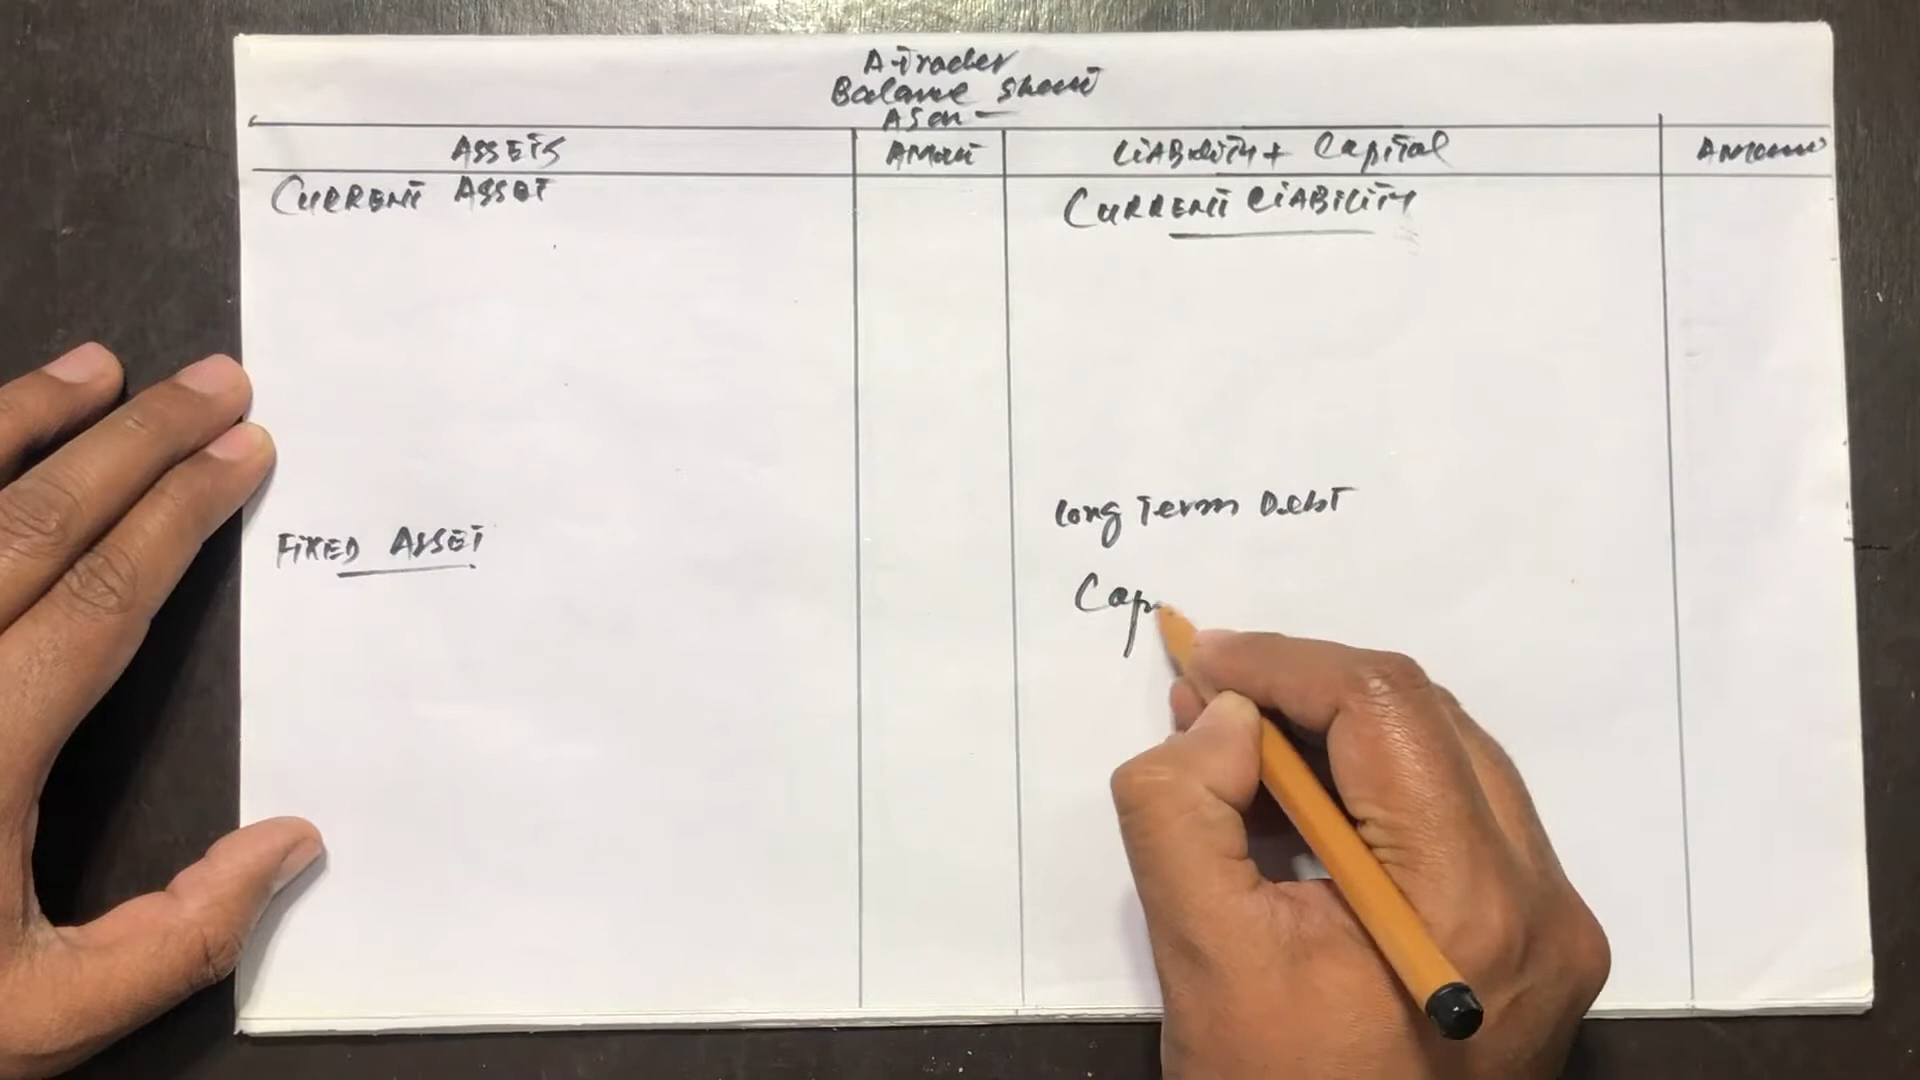 A-Trader
Balance Sheet
AS on -
ASSETS
AMount
LIABILITY + Capital
AMount
CURRENT ASSET
CURRENT LIABILITY
Long Term Debt
FIXED ASSET
Cap